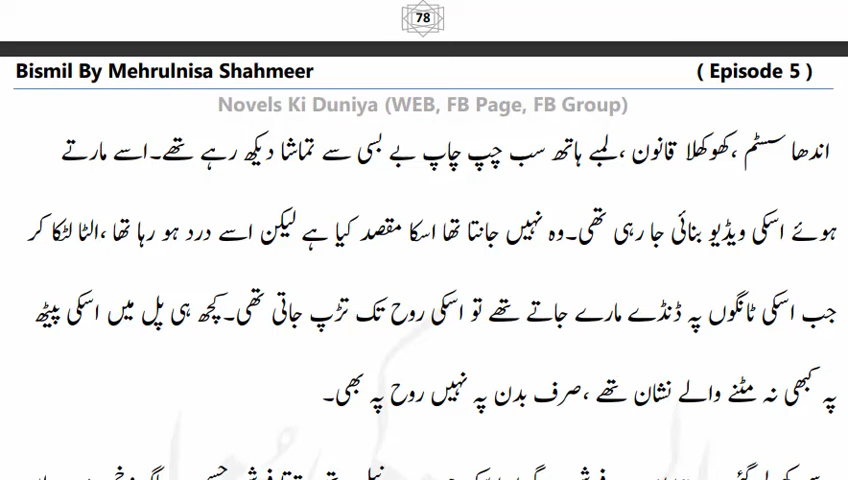 78
Bismil By Mehrulnisa Shahmeer ( Episode 5 )
Novels Ki Duniya (WEB, FB Page, FB Group)
اندھا سسٹم ،کھوکھلا قانون ،لمبے ہاتھ سب چپ چاپ بے بسی سے تماشا دیکھ رہے تھے۔اسے مارتے
ہوئے اسکی ویڈیو بنائی جا رہی تھی۔وہ نہیں جانتا تھا اسکا مقصد کیا ہے لیکن اسے درد ہو رہا تھا ،الٹا لٹکا کر
جب اسکی ٹانگوں پہ ڈنڈے مارے جاتے تھے تو اسکی روح تک تڑپ جاتی تھی۔کچھ ہی پل میں اسکی پیٹھ
پہ کبھی نہ مٹنے والے نشان تھے ،صرف بدن پہ نہیں روح پہ بھی۔